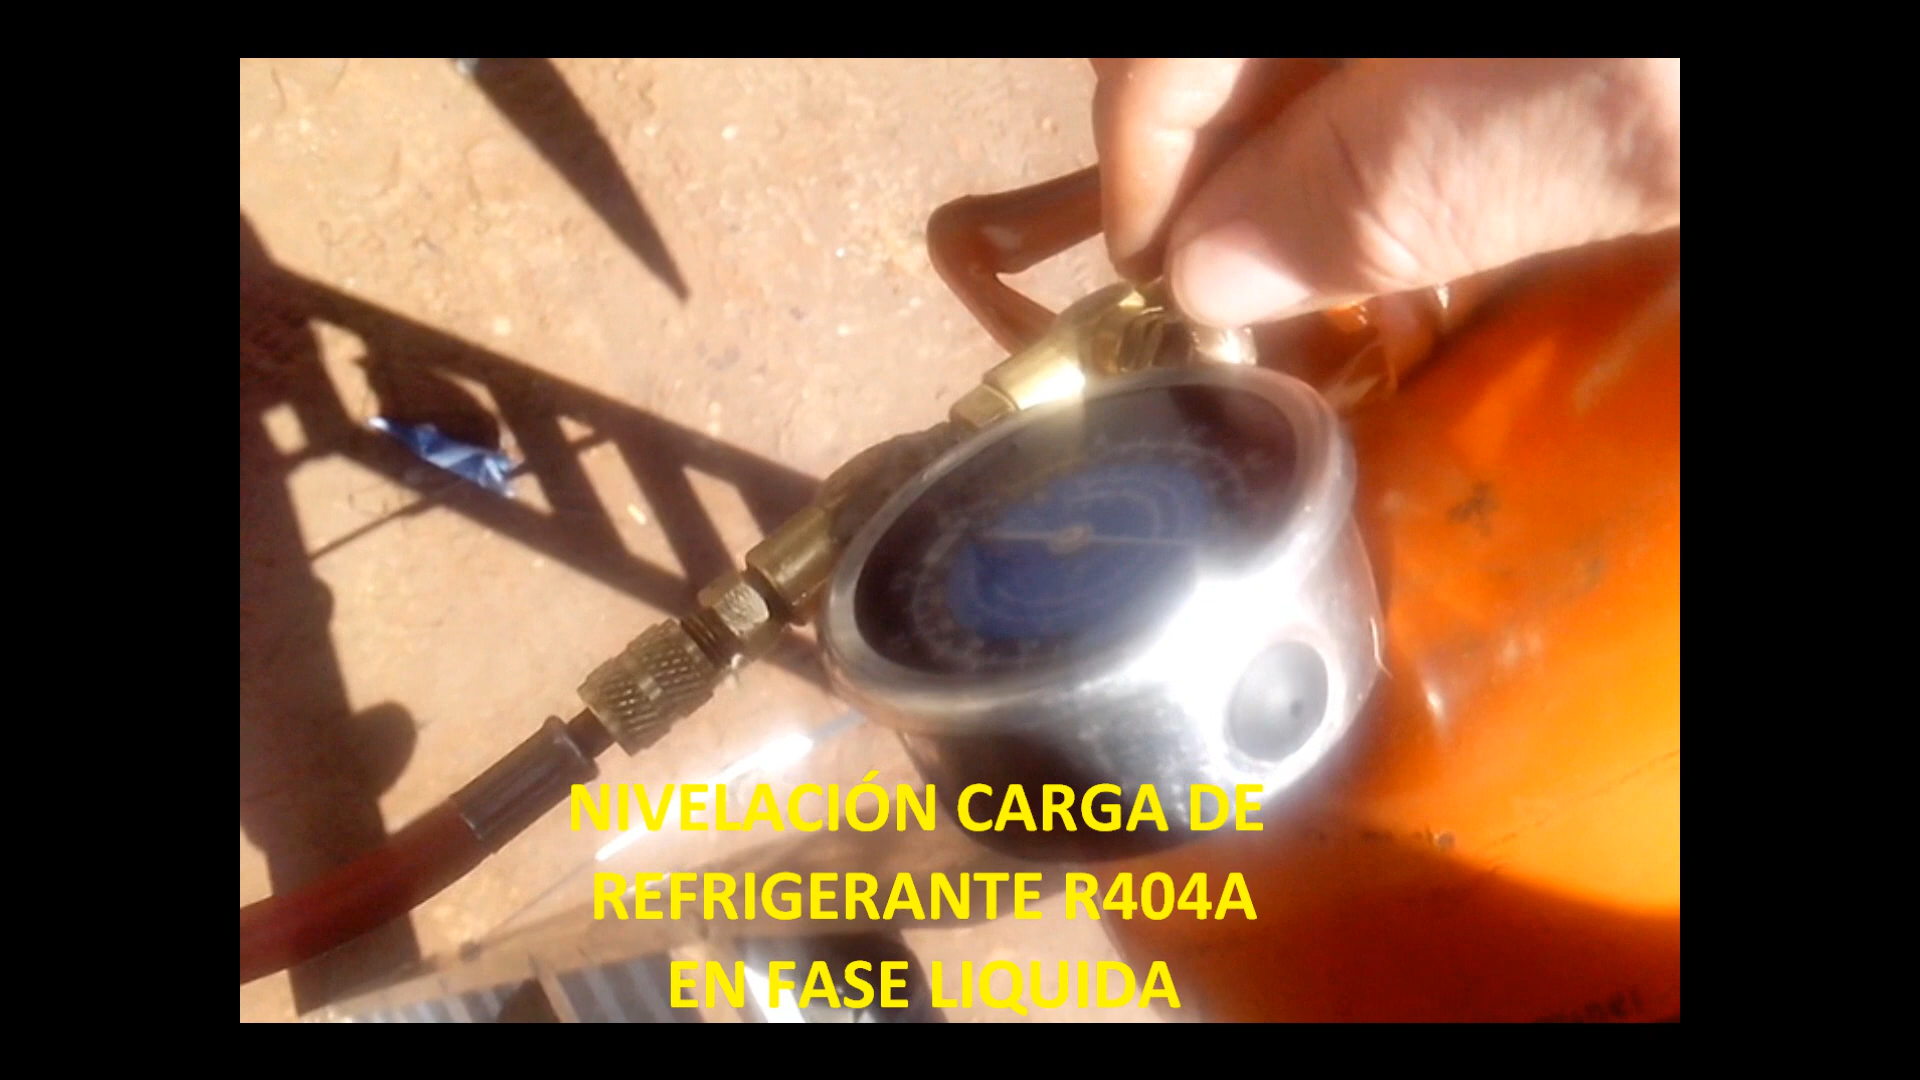 NIVELACIÓN CARGA DE
REFRIGERANTE R404A
EN FASE LIQUIDA